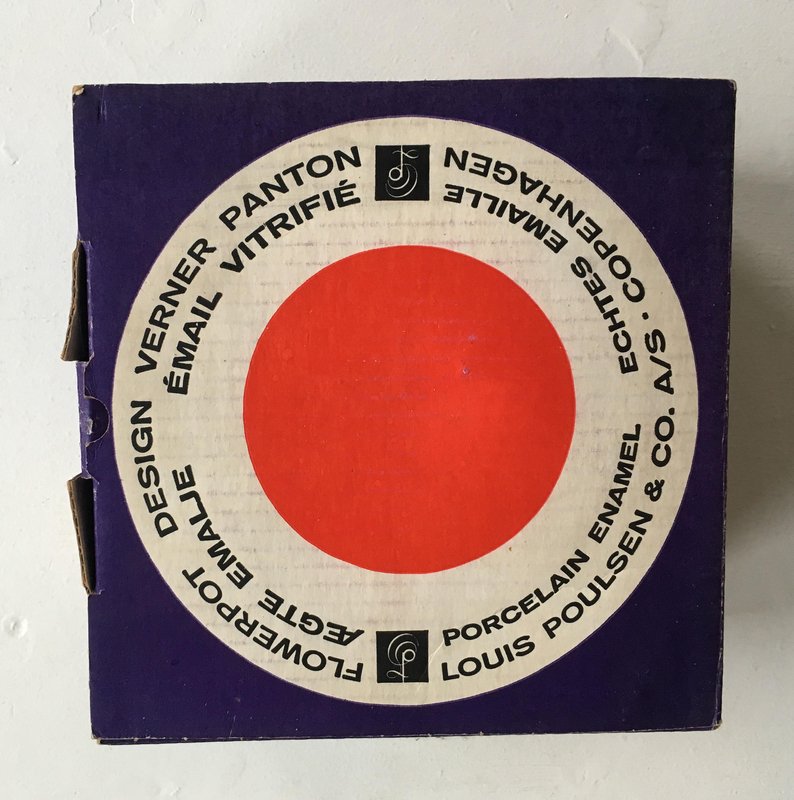 FLOWERPOT DESIGN VERNER PANTON
ÆGTE EMALJE ÉMAIL VITRIFIÉ
LOUIS POULSEN & CO. A/S · COPENHAGEN
PORCELAIN ENAMEL ECHTES EMAILLE